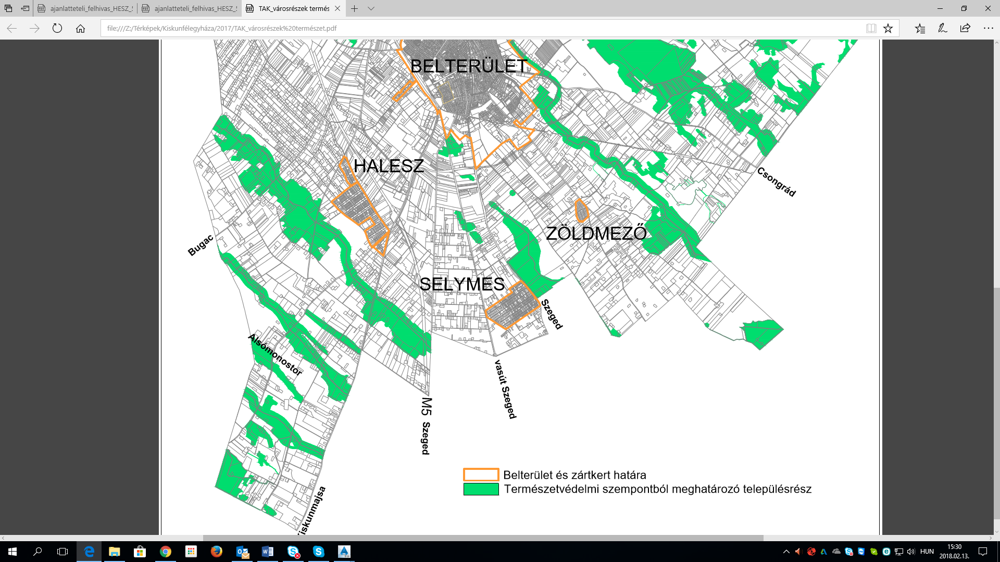 ajanlatteteli_felhivas_HESZ_
ajanlatteteli_felhivas_HESZ_
TAK_városrészek termés
file:///Z:/Térképek/Kiskunfélegyháza/2017/TAK_városrészek%20természet.pdf
BELTERÜLET
HALESZ
Csongrád
ZÖLDMEZŐ
Bugac
SELYMES
Szeged
Alsómonostor
vasút Szeged
M5 Szeged
Belterület és zártkert határa
Természetvédelmi szempontból meghatározó településrész
iskunmajsa
HUN
15:30
2018.02.13.